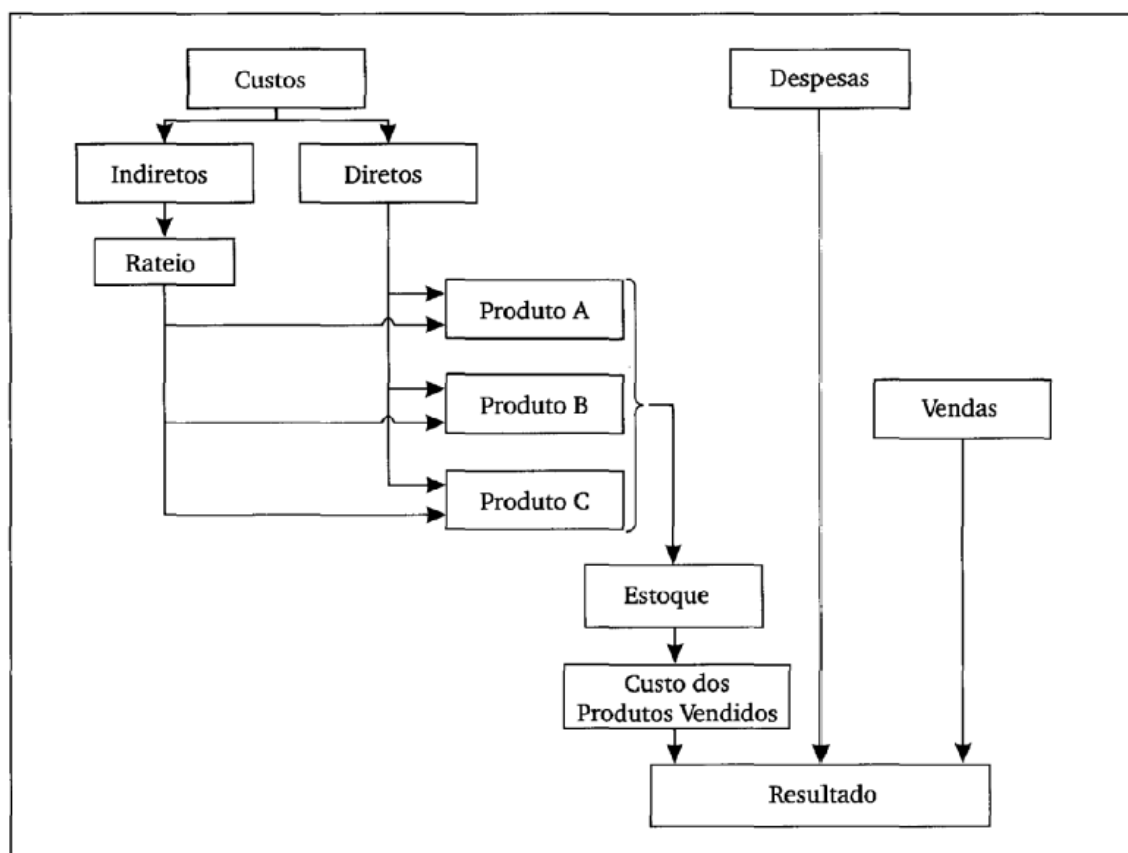 Custos
Despesas
Indiretos
Diretos
Rateio
Produto A
Produto B
Vendas
Produto C
Estoque
Custo dos
Produtos Vendidos
Resultado